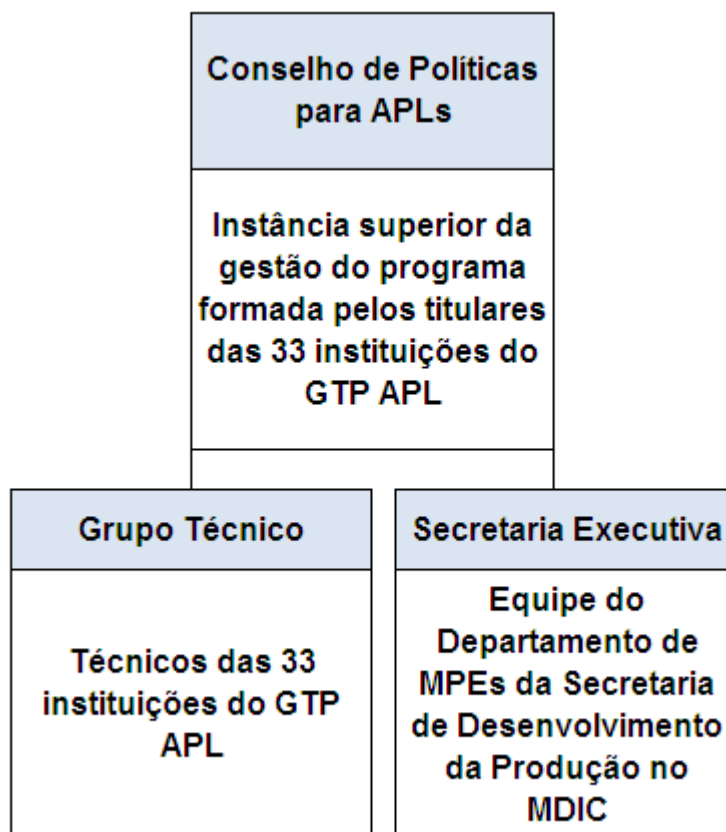 Conselho de Políticas
para APLs
Instância superior da
gestão do programa
formada pelos titulares
das 33 instituições do
GTP APL
Grupo Técnico
Técnicos das 33
instituições do GTP
APL
Secretaria Executiva
Equipe do
Departamento de
MPEs da Secretaria
de Desenvolvimento
da Produção no
MDIC